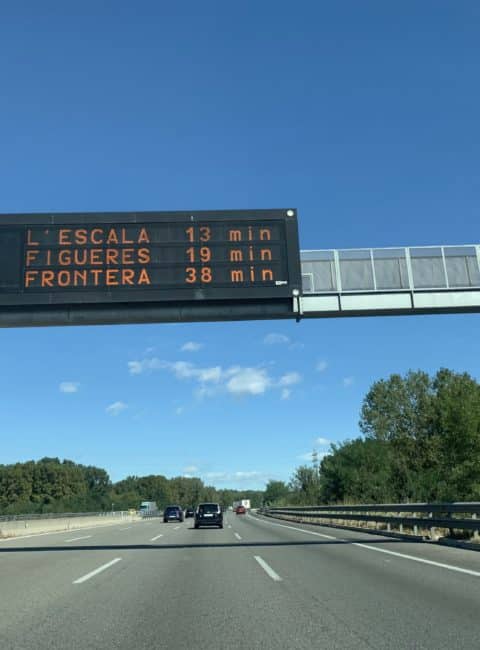 L'ESCALA 13 min
FIGUERES 19 min
FRONTERA 38 min